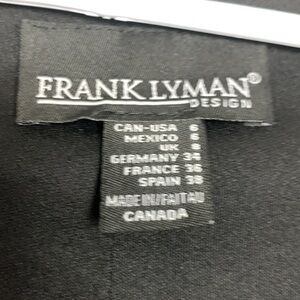 FRANK LYMAN®
DESIGN
CAN-USA 6
MEXICO 6
UK 8
GERMANY 34
FRANCE 36
SPAIN 38
MADE IN/FAIT AU
CANADA